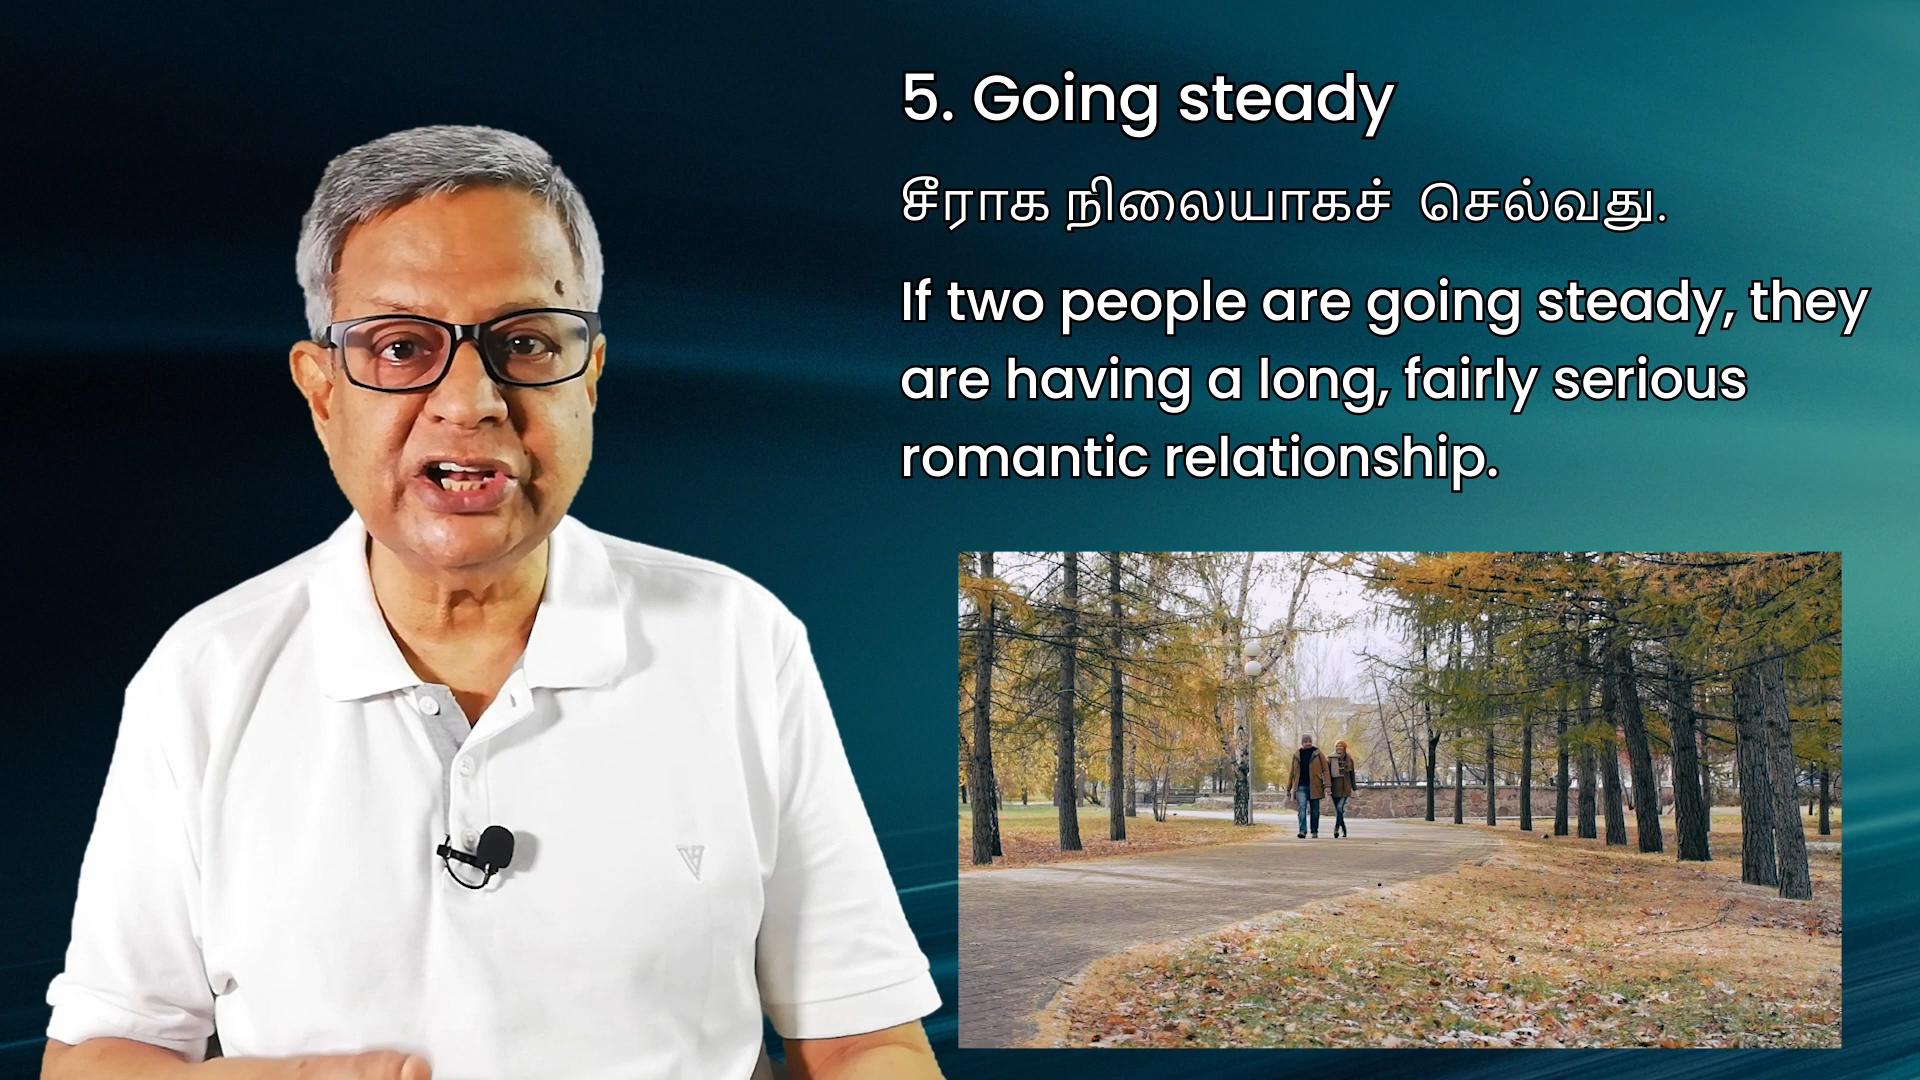 5. Going steady
சீராக நிலையாகச் செல்வது.
If two people are going steady, they
are having a long, fairly serious
romantic relationship.